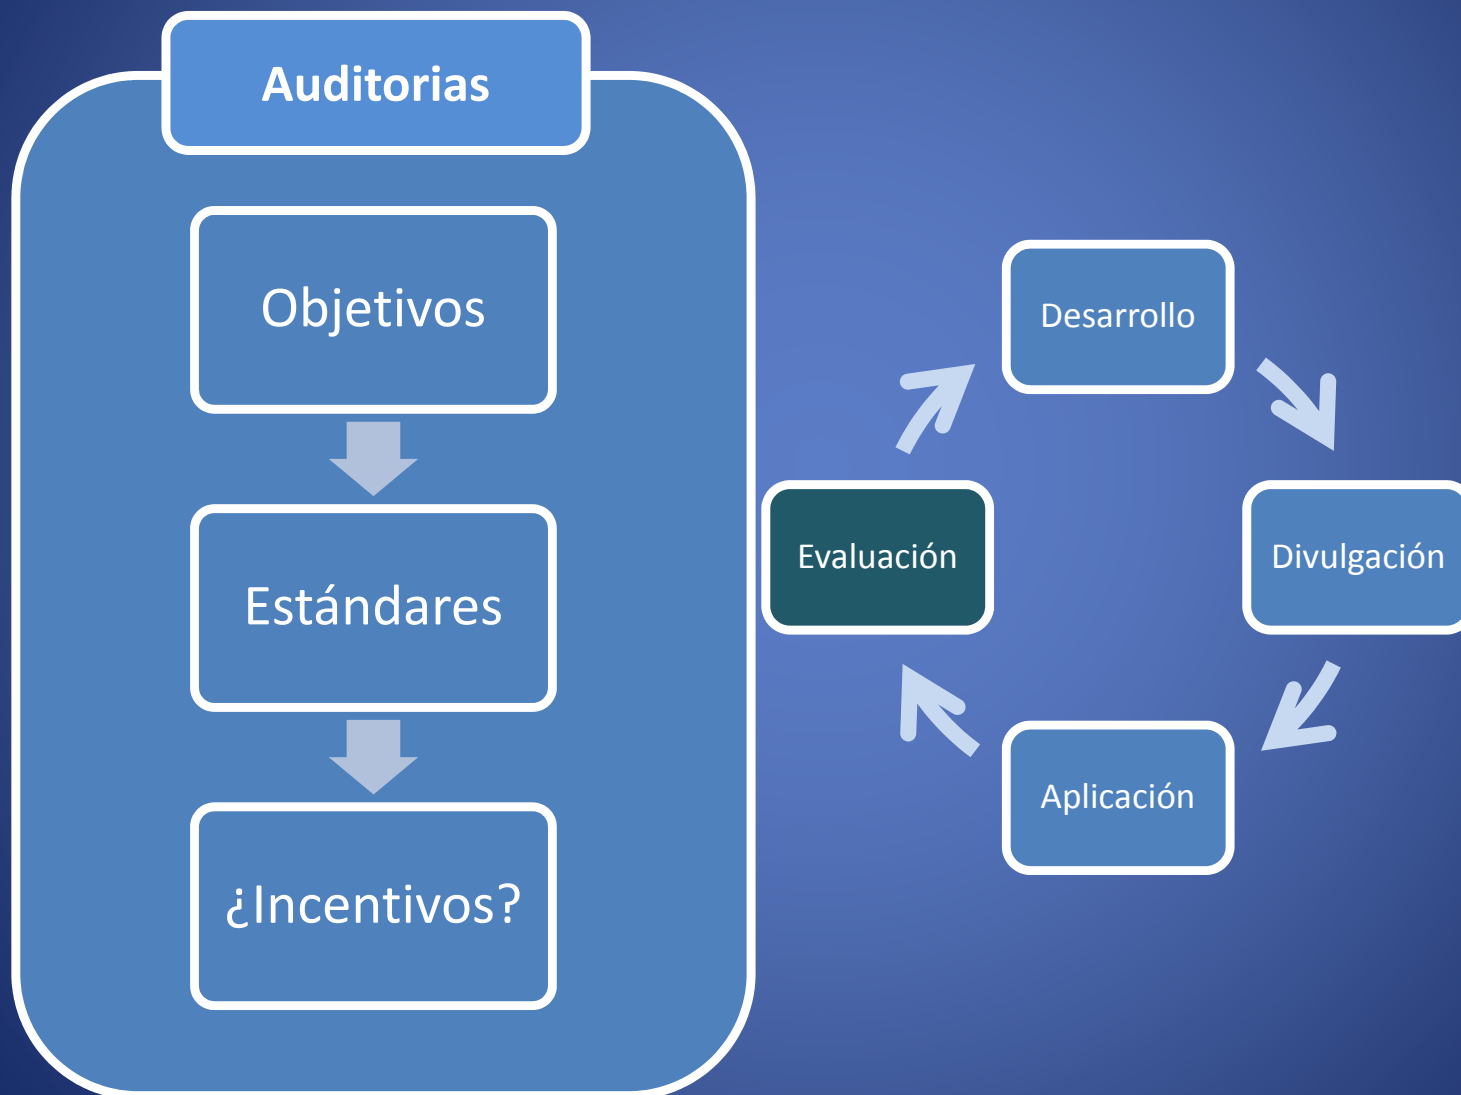 Auditorias
Objetivos
Estándares
¿Incentivos?
Desarrollo
Divulgación
Aplicación
Evaluación